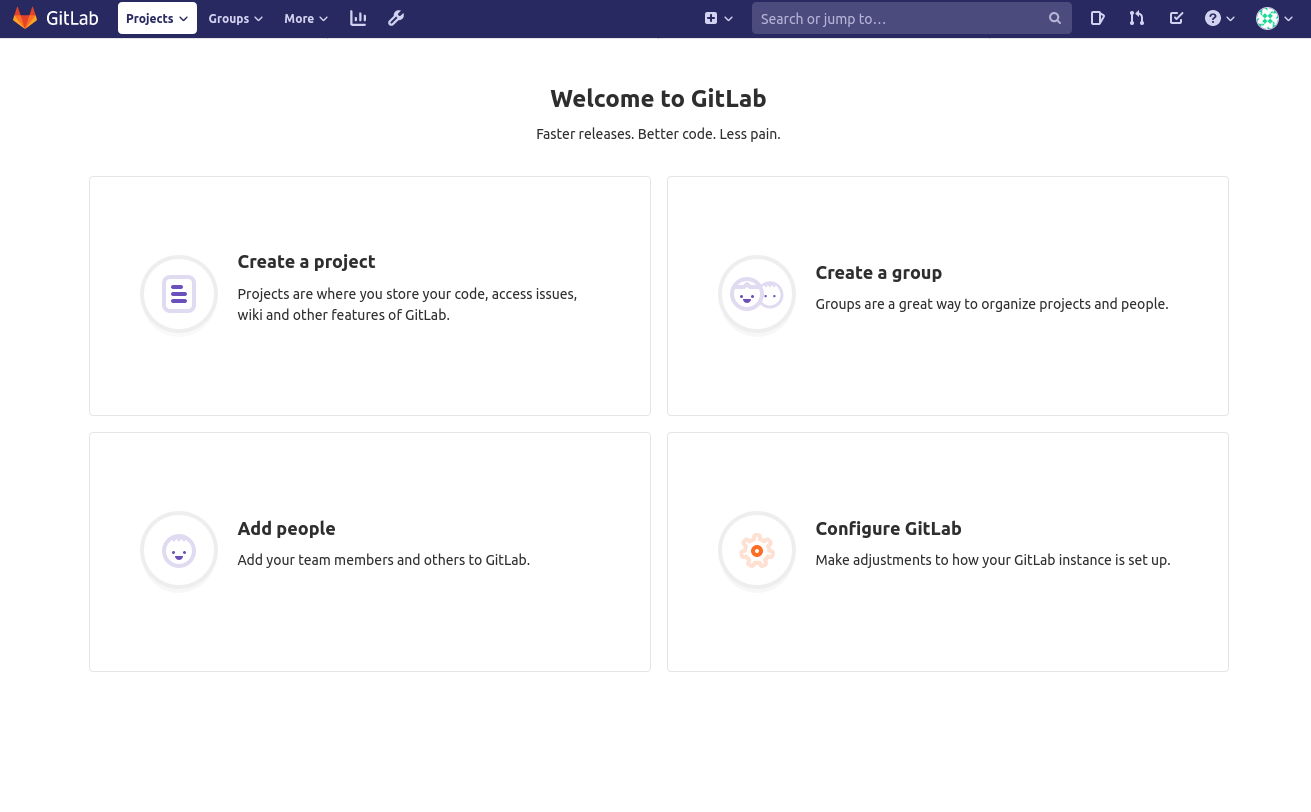 GitLab Projects Groups More Search or jump to…
Welcome to GitLab
Faster releases. Better code. Less pain.
Create a project
Projects are where you store your code, access issues,
wiki and other features of GitLab.
Create a group
Groups are a great way to organize projects and people.
Add people
Add your team members and others to GitLab.
Configure GitLab
Make adjustments to how your GitLab instance is set up.